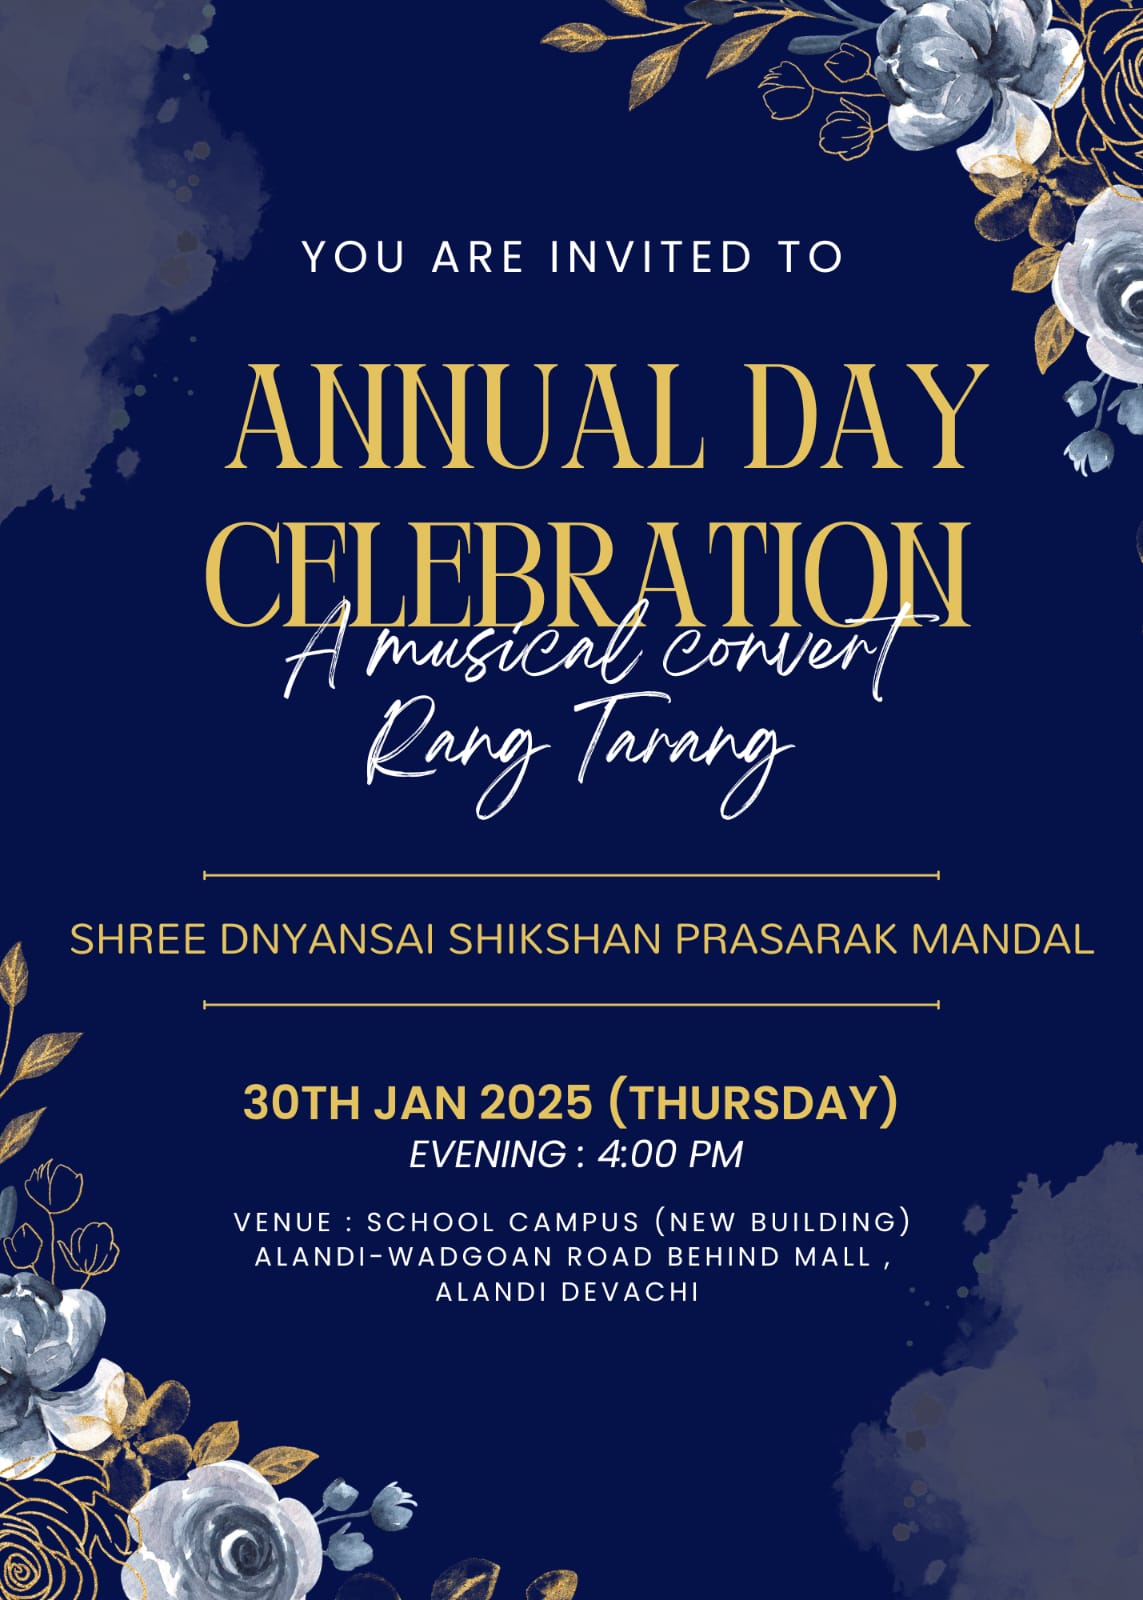 YOU ARE INVITED TO
ANNUAL DAY
CELEBRATION
A musical convert
Rang Tarang
SHREE DNYANSAI SHIKSHAN PRASARAK MANDAL
30TH JAN 2025 (THURSDAY)
EVENING : 4:00 PM
VENUE : SCHOOL CAMPUS (NEW BUILDING)
ALANDI-WADGOAN ROAD BEHIND MALL ,
ALANDI DEVACHI